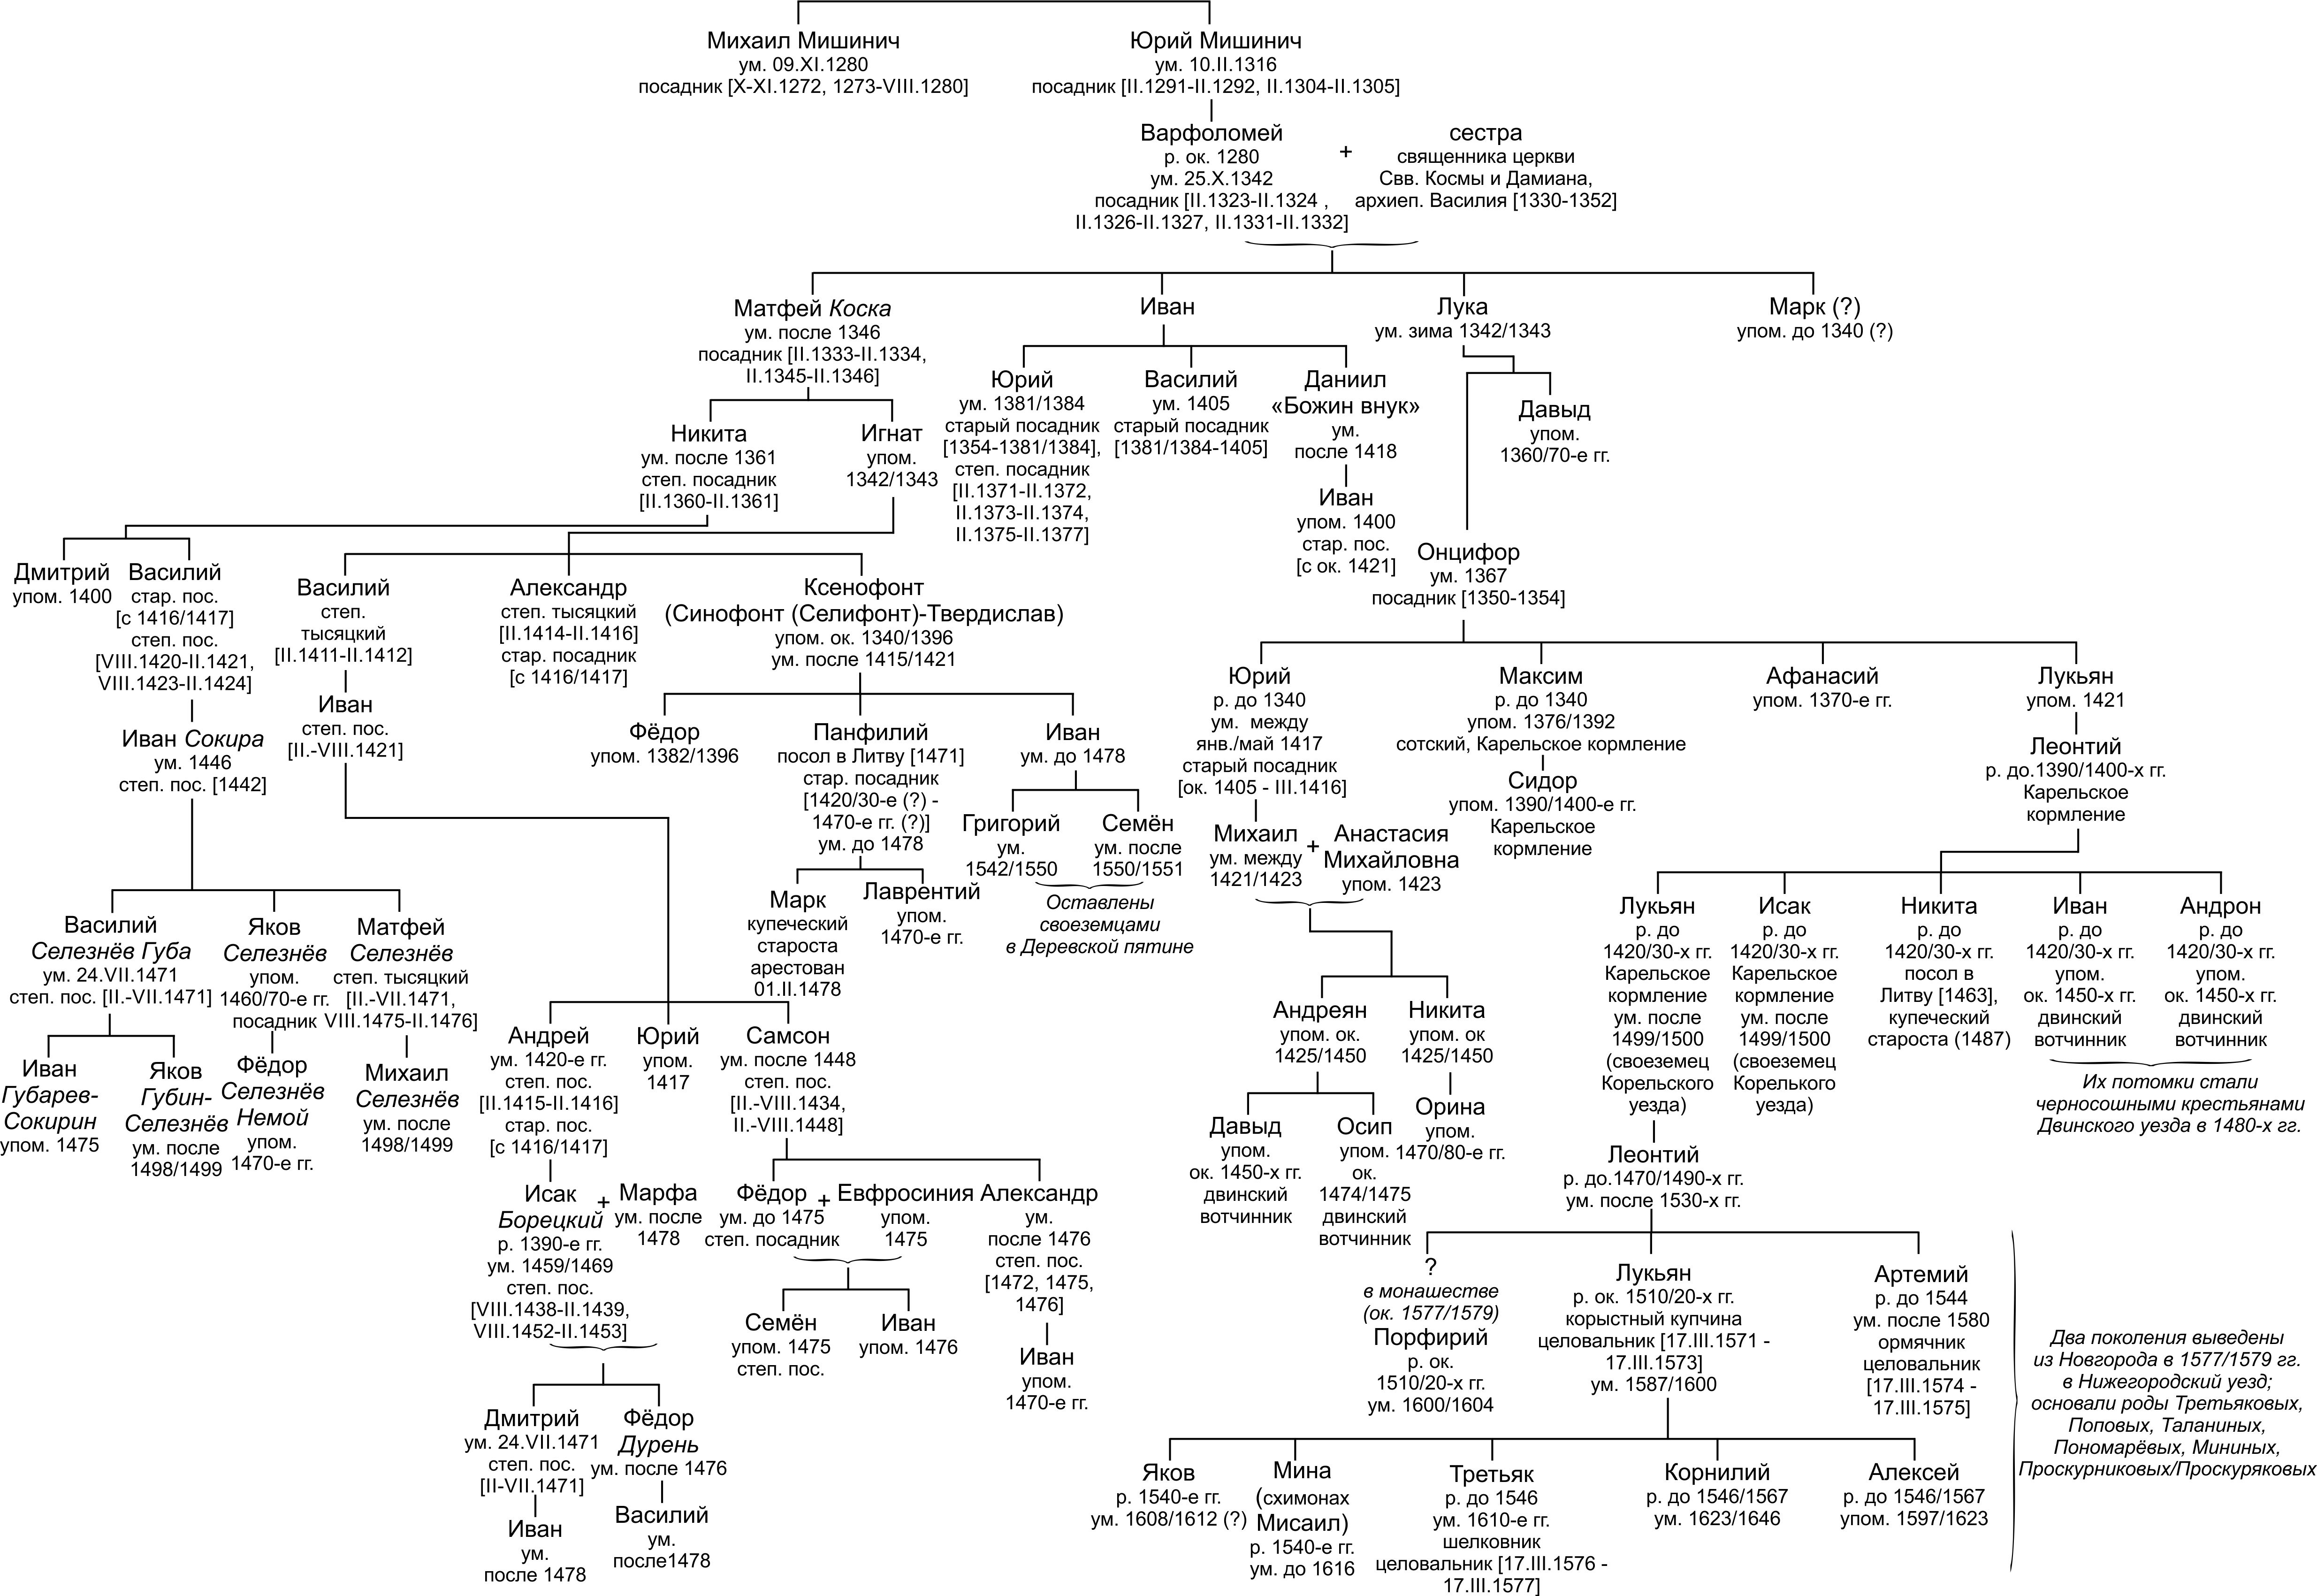 Михаил Мишинич
ум. 09.XI.1280
посадник [X-XI.1272, 1273-VIII.1280]
Юрий Мишинич
ум. 10.II.1316
посадник [II.1291-II.1292, II.1304-II.1305]
Варфоломей
р. ок. 1280
ум. 25.X.1342
посадник [II.1323-II.1324 ,
II.1326-II.1327, II.1331-II.1332]
+
сестра
священника церкви
Свв. Космы и Дамиана,
архиеп. Василия [1330-1352]
Матфей Коска
ум. после 1346
посадник [II.1333-II.1334,
II.1345-II.1346]
Иван
Лука
ум. зима 1342/1343
Марк (?)
упом. до 1340 (?)
Никита
ум. после 1361
степ. посадник
[II.1360-II.1361]
Игнат
упом.
1342/1343
Юрий
ум. 1381/1384
старый посадник
[1354-1381/1384],
степ. посадник
[II.1371-II.1372,
II.1373-II.1374,
II.1375-II.1377]
Василий
ум. 1405
старый посадник
[1381/1384-1405]
Даниил
«Божин внук»
ум.
после 1418
Иван
упом. 1400
стар. пос.
[с ок. 1421]
Давыд
упом.
1360/70-е гг.
Онцифор
ум. 1367
посадник [1350-1354]
Дмитрий
упом. 1400
Василий
стар. пос.
[с 1416/1417]
степ. пос.
[VIII.1420-II.1421,
VIII.1423-II.1424]
Иван Сокира
ум. 1446
степ. пос. [1442]
Василий
степ.
тысяцкий
[II.1411-II.1412]
Иван
степ. пос.
[II.-VIII.1421]
Александр
степ. тысяцкий
[II.1414-II.1416]
стар. посадник
[с 1416/1417]
Ксенофонт
(Синофонт (Селифонт)-Твердислав)
упом. ок. 1340/1396
ум. после 1415/1421
Фёдор
упом. 1382/1396
Панфилий
посол в Литву [1471]
стар. посадник
[1420/30-е (?) -
1470-е гг. (?)]
ум. до 1478
Иван
ум. до 1478
Григорий
ум.
1542/1550
Семён
ум. после
1550/1551
Оставлены
своеземцами
в Деревской пятине
Марк
купеческий
староста
арестован
01.II.1478
Лаврентий
упом.
1470-е гг.
Юрий
р. до 1340
ум. между
янв./май 1417
старый посадник
[ок. 1405 - III.1416]
Максим
р. до 1340
упом. 1376/1392
сотский, Карельское кормление
Сидор
упом. 1390/1400-е гг.
Карельское
кормление
Афанасий
упом. 1370-е гг.
Лукьян
упом. 1421
Леонтий
р. до.1390/1400-х гг.
Карельское
кормление
Михаил
ум. между
1421/1423
+
Анастасия
Михайловна
упом. 1423
Василий
Селезнёв Губа
ум. 24.VII.1471
степ. пос. [II.-VII.1471]
Яков
Селезнёв
упом.
1460/70-е гг.
посадник
Матфей
Селезнёв
степ. тысяцкий
[II.-VII.1471,
VIII.1475-II.1476]
Иван
Губарев-
Сокирин
упом. 1475
Яков
Губин-
Селезнёв
ум. после
1498/1499
Фёдор
Селезнёв
Немой
упом.
1470-е гг.
Михаил
Селезнёв
ум. после
1498/1499
Андрей
ум. 1420-е гг.
степ. пос.
[II.1415-II.1416]
стар. пос.
[с 1416/1417]
Юрий
упом.
1417
Самсон
ум. после 1448
степ. пос.
[II.-VIII.1434,
II.-VIII.1448]
Исак
Борецкий
р. 1390-е гг.
ум. 1459/1469
степ. пос.
[VIII.1438-II.1439,
VIII.1452-II.1453]
+
Марфа
ум. после
1478
Фёдор
ум. до 1475
степ. посадник
+
Евфросиния
упом.
1475
Александр
ум.
после 1476
степ. пос.
[1472, 1475,
1476]
Семён
упом. 1475
степ. пос.
Иван
упом. 1476
Иван
упом.
1470-е гг.
Дмитрий
ум. 24.VII.1471
степ. пос.
[II-VII.1471]
Фёдор
Дурень
ум. после 1476
Иван
ум.
после 1478
Василий
ум.
после1478
Андреян
упом. ок.
1425/1450
Никита
упом. ок
1425/1450
Давыд
упом.
ок. 1450-х гг.
двинский
вотчинник
Осип
упом.
ок.
1474/1475
двинский
вотчинник
Орина
упом.
1470/80-е гг.
Лукьян
р. до
1420/30-х гг.
Карельское
кормление
ум. после
1499/1500
(своеземец
Корельского
уезда)
Исак
р. до
1420/30-х гг.
Карельское
кормление
ум. после
1499/1500
(своеземец
Корелького
уезда)
Никита
р. до
1420/30-х гг.
посол в
Литву [1463],
купеческий
староста (1487)
Иван
р. до
1420/30-х гг.
упом.
ок. 1450-х гг.
двинский
вотчинник
Андрон
р. до
1420/30-х гг.
упом.
ок. 1450-х гг.
двинский
вотчинник
Их потомки стали
черносошными крестьянами
Двинского уезда в 1480-х гг.
Леонтий
р. до.1470/1490-х гг.
ум. после 1530-х гг.
?
в монашестве
(ок. 1577/1579)
Порфирий
р. ок.
1510/20-х гг.
ум. 1600/1604
Лукьян
р. ок. 1510/20-х гг.
корыстный купчина
целовальник [17.III.1571 -
17.III.1573]
ум. 1587/1600
Артемий
р. до 1544
ум. после 1580
ормячник
целовальник
[17.III.1574 -
17.III.1575]
Два поколения выведены
из Новгорода в 1577/1579 гг.
в Нижегородский уезд;
основали роды Третьяковых,
Поповых, Таланиных,
Пономарёвых, Мининых,
Проскурниковых/Проскуряковых
Яков
р. 1540-е гг.
ум. 1608/1612 (?)
Мина
(схимонах
Мисаил)
р. 1540-е гг.
ум. до 1616
Третьяк
р. до 1546
ум. 1610-е гг.
шелковник
целовальник [17.III.1576 -
17.III.1577]
Корнилий
р. до 1546/1567
ум. 1623/1646
Алексей
р. до 1546/1567
упом. 1597/1623